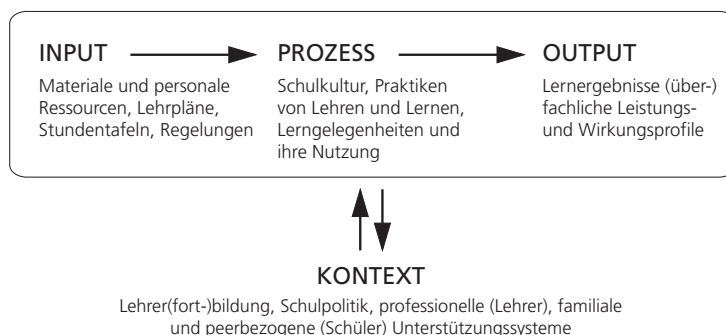 INPUT
PROZESS
OUTPUT
Materiale und personale
Ressourcen, Lehrpläne,
Stundentafeln, Regelungen
Schulkultur, Praktiken
von Lehren und Lernen,
Lerngelegenheiten und
ihre Nutzung
Lernergebnisse (über-)
fachliche Leistungs-
und Wirkungsprofile
KONTEXT
Lehrer(fort-)bildung, Schulpolitik, professionelle (Lehrer), familiale
und peerbezogene (Schüler) Unterstützungssysteme